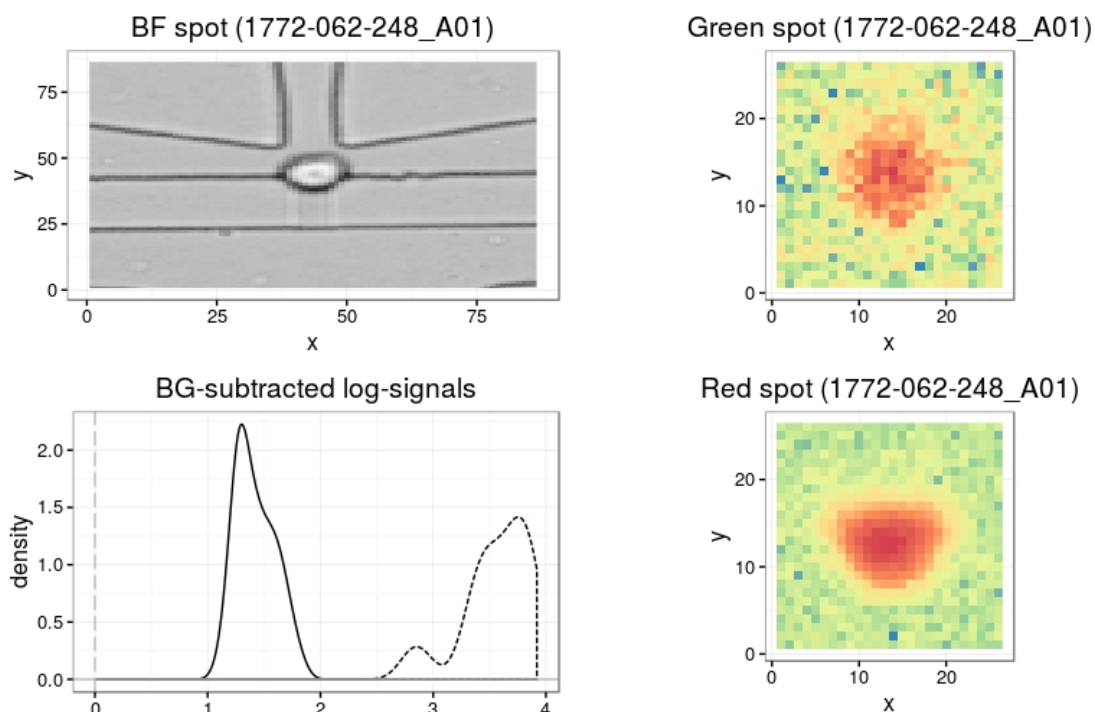 BF spot (1772-062-248_A01)
y
75
50
25
0
0 25 50 75
x
Green spot (1772-062-248_A01)
y
20
10
0
0 10 20
x
BG-subtracted log-signals
density
2.0
1.5
1.0
0.5
0.0
0 1 2 3 4
Red spot (1772-062-248_A01)
y
20
10
0
0 10 20
x